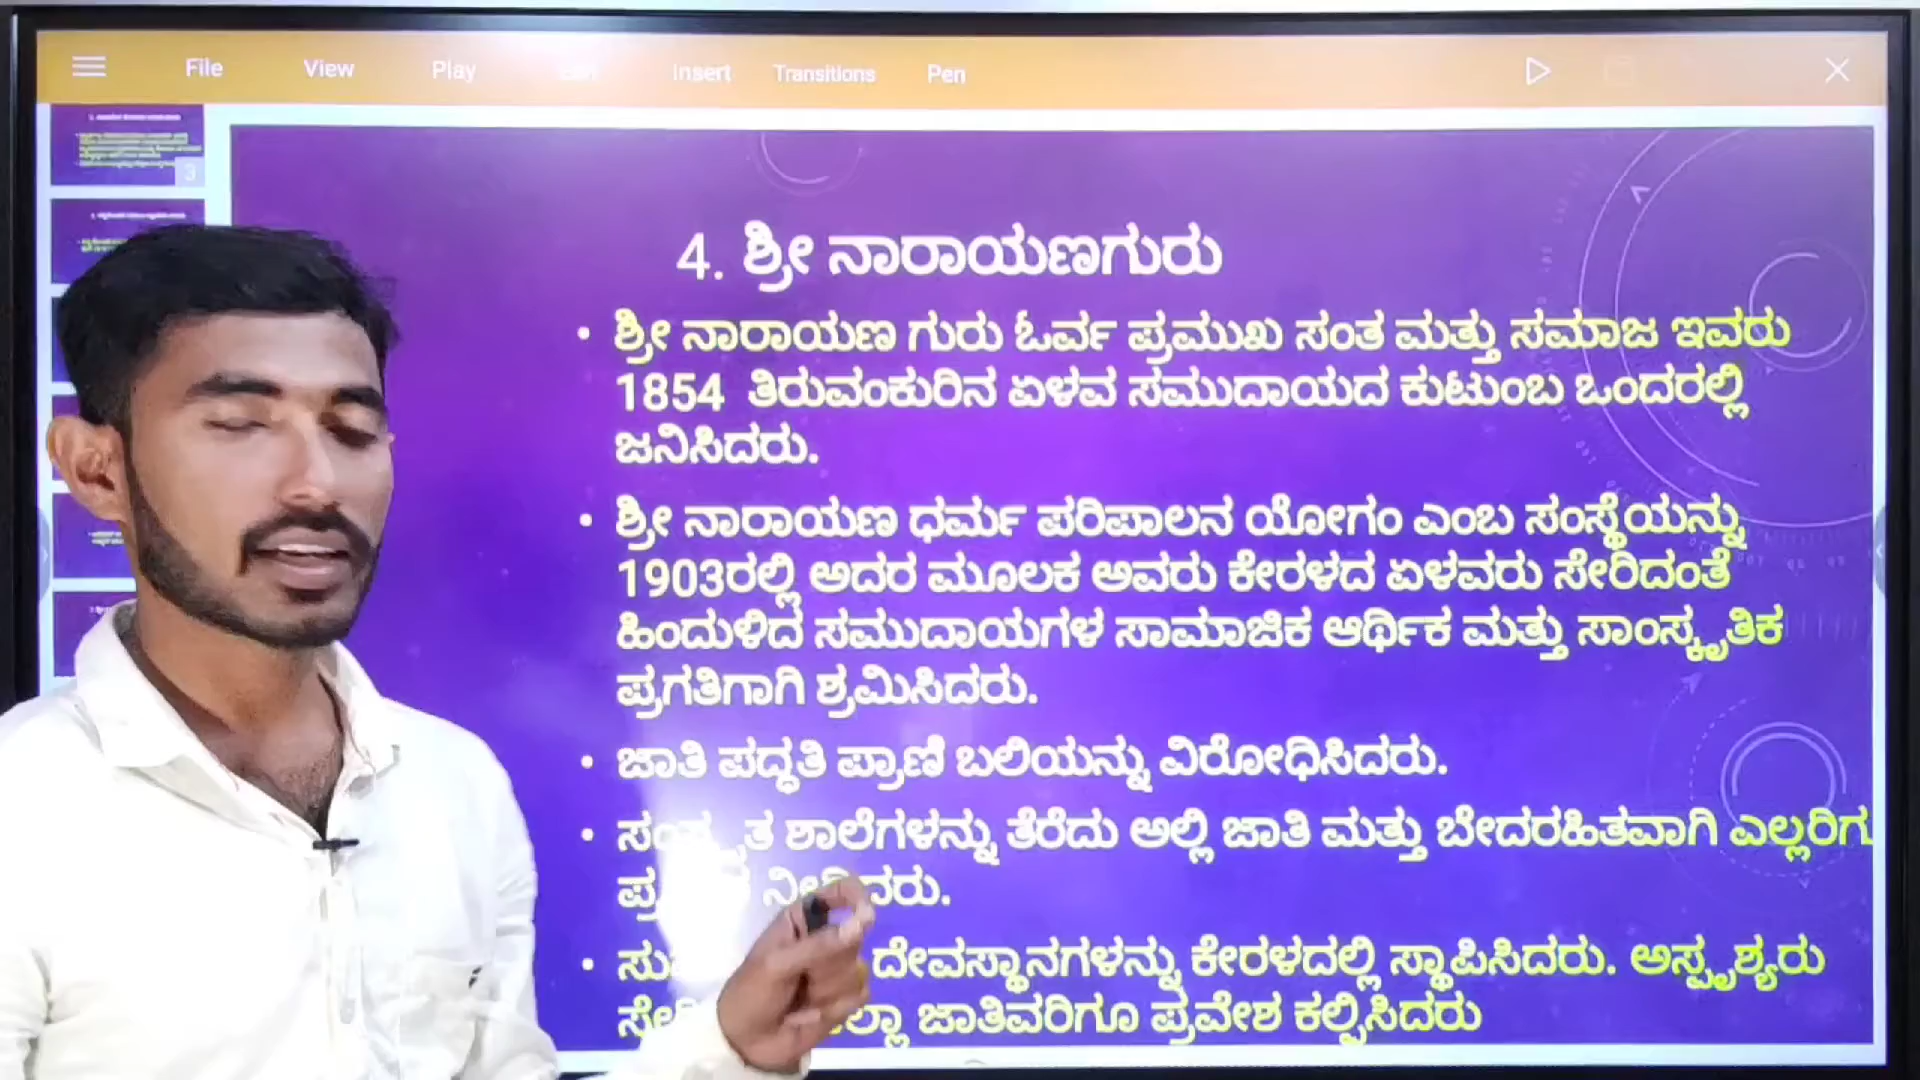 File View Play Insert Transitions Pen
3
4. ಶ್ರೀ ನಾರಾಯಣಗುರು
• ಶ್ರೀ ನಾರಾಯಣ ಗುರು ಓರ್ವ ಪ್ರಮುಖ ಸಂತ ಮತ್ತು ಸಮಾಜ ಇವರು
1854 ತಿರುವಂಕುರಿನ ಏಳವ ಸಮುದಾಯದ ಕುಟುಂಬ ಒಂದರಲ್ಲಿ
ಜನಿಸಿದರು.
• ಶ್ರೀ ನಾರಾಯಣ ಧರ್ಮ ಪರಿಪಾಲನ ಯೋಗಂ ಎಂಬ ಸಂಸ್ಥೆಯನ್ನು
1903ರಲ್ಲಿ ಅದರ ಮೂಲಕ ಅವರು ಕೇರಳದ ಏಳವರು ಸೇರಿದಂತೆ
ಹಿಂದುಳಿದ ಸಮುದಾಯಗಳ ಸಾಮಾಜಿಕ ಆರ್ಥಿಕ ಮತ್ತು ಸಾಂಸ್ಕೃತಿಕ
ಪ್ರಗತಿಗಾಗಿ ಶ್ರಮಿಸಿದರು.
• ಜಾತಿ ಪದ್ಧತಿ ಪ್ರಾಣಿ ಬಲಿಯನ್ನು ವಿರೋಧಿಸಿದರು.
• ಶಾಲೆಗಳನ್ನು ತೆರೆದು ಅಲ್ಲಿ ಜಾತಿ ಮತ್ತು ಬೇದರಹಿತವಾಗಿ ಎಲ್ಲರಿಗೂ
• ದೇವಸ್ಥಾನಗಳನ್ನು ಕೇರಳದಲ್ಲಿ ಸ್ಥಾಪಿಸಿದರು. ಅಸ್ಪೃಶ್ಯರು
ಜಾತಿವರಿಗೂ ಪ್ರವೇಶ ಕಲ್ಪಿಸಿದರು